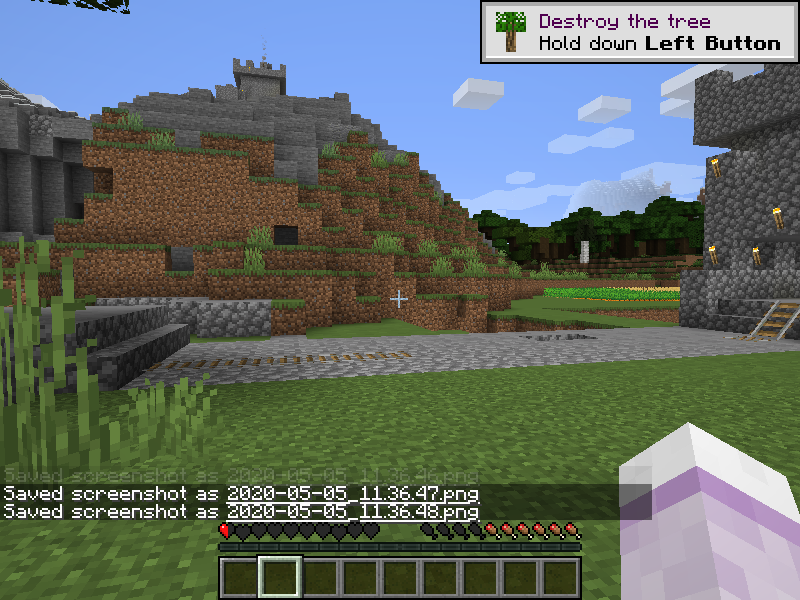 Destroy the tree
Hold down Left Button
Saved screenshot as 2020-05-05_11.36.46.png
Saved screenshot as 2020-05-05_11.36.47.png
Saved screenshot as 2020-05-05_11.36.48.png